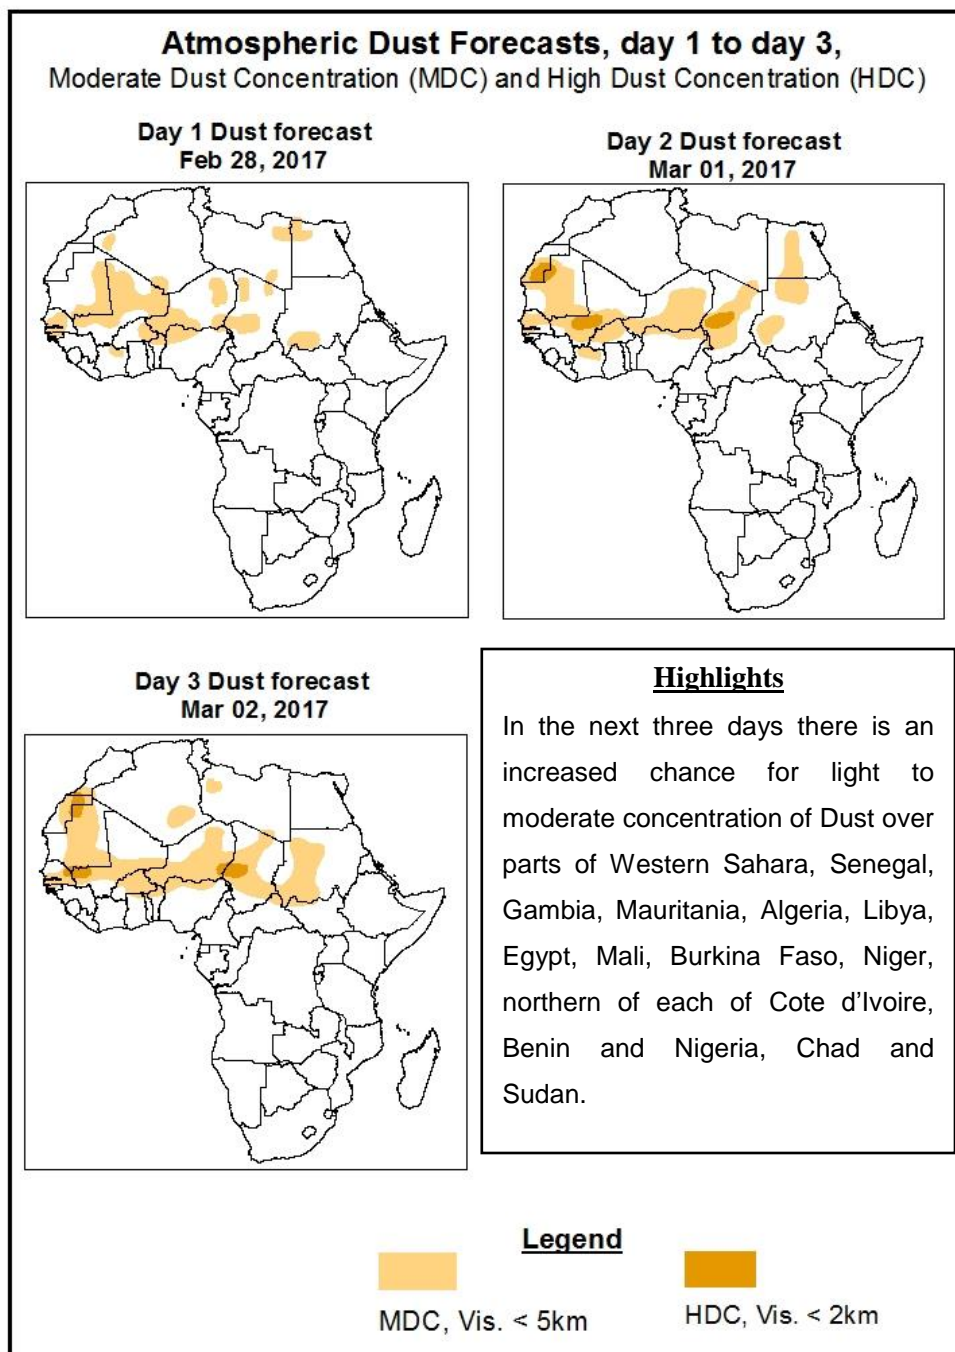 Atmospheric Dust Forecasts, day 1 to day 3,
Moderate Dust Concentration (MDC) and High Dust Concentration (HDC)
Day 1 Dust forecast
Feb 28, 2017
Day 2 Dust forecast
Mar 01, 2017
Day 3 Dust forecast
Mar 02, 2017
Highlights
In the next three days there is an
increased chance for light to
moderate concentration of Dust over
parts of Western Sahara, Senegal,
Gambia, Mauritania, Algeria, Libya,
Egypt, Mali, Burkina Faso, Niger,
northern of each of Cote d’Ivoire,
Benin and Nigeria, Chad and
Sudan.
Legend
MDC, Vis. < 5km
HDC, Vis. < 2km